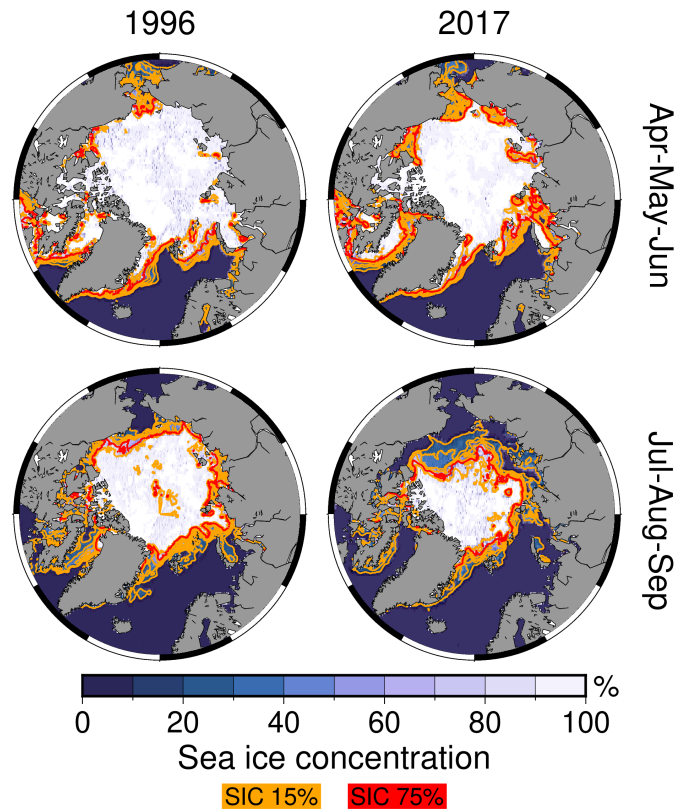 1996 2017
Apr-May-Jun
Jul-Aug-Sep
%
0 20 40 60 80 100
Sea ice concentration
SIC 15% SIC 75%